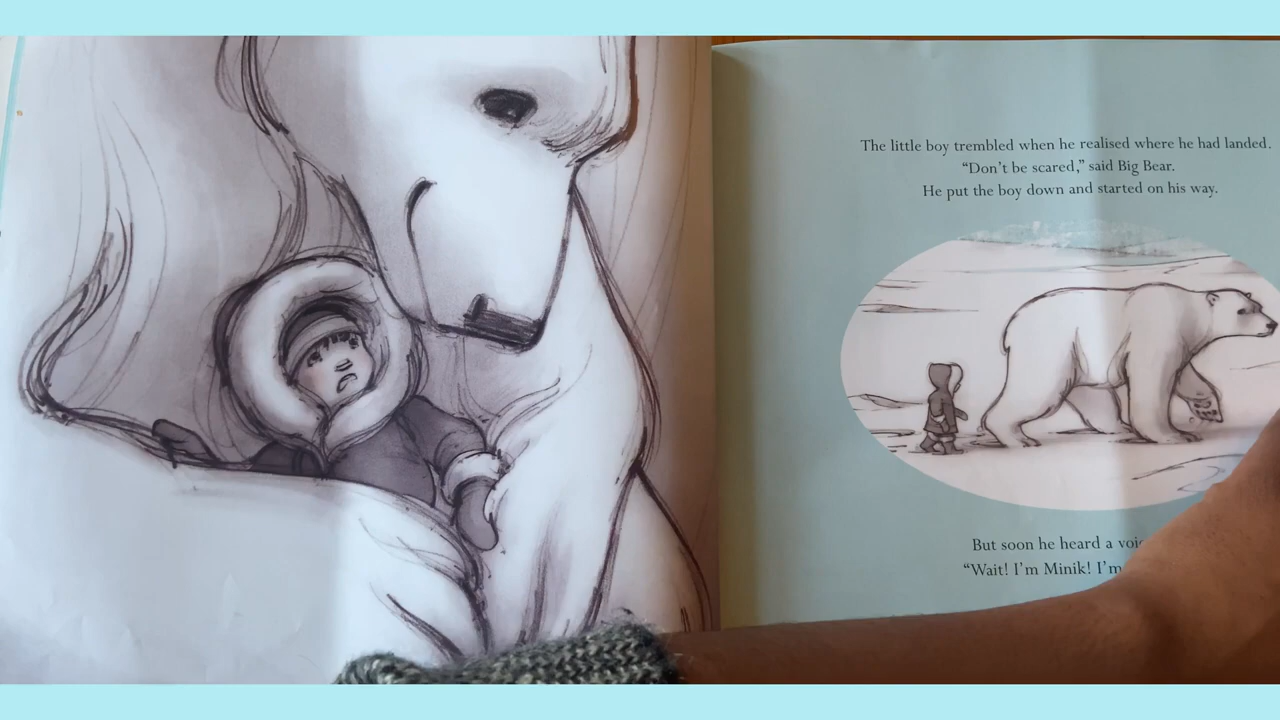 The little boy trembled when he realised where he had landed.
“Don’t be scared,” said Big Bear.
He put the boy down and started on his way.
But soon he heard a
“Wait! I’m Minik! I’m